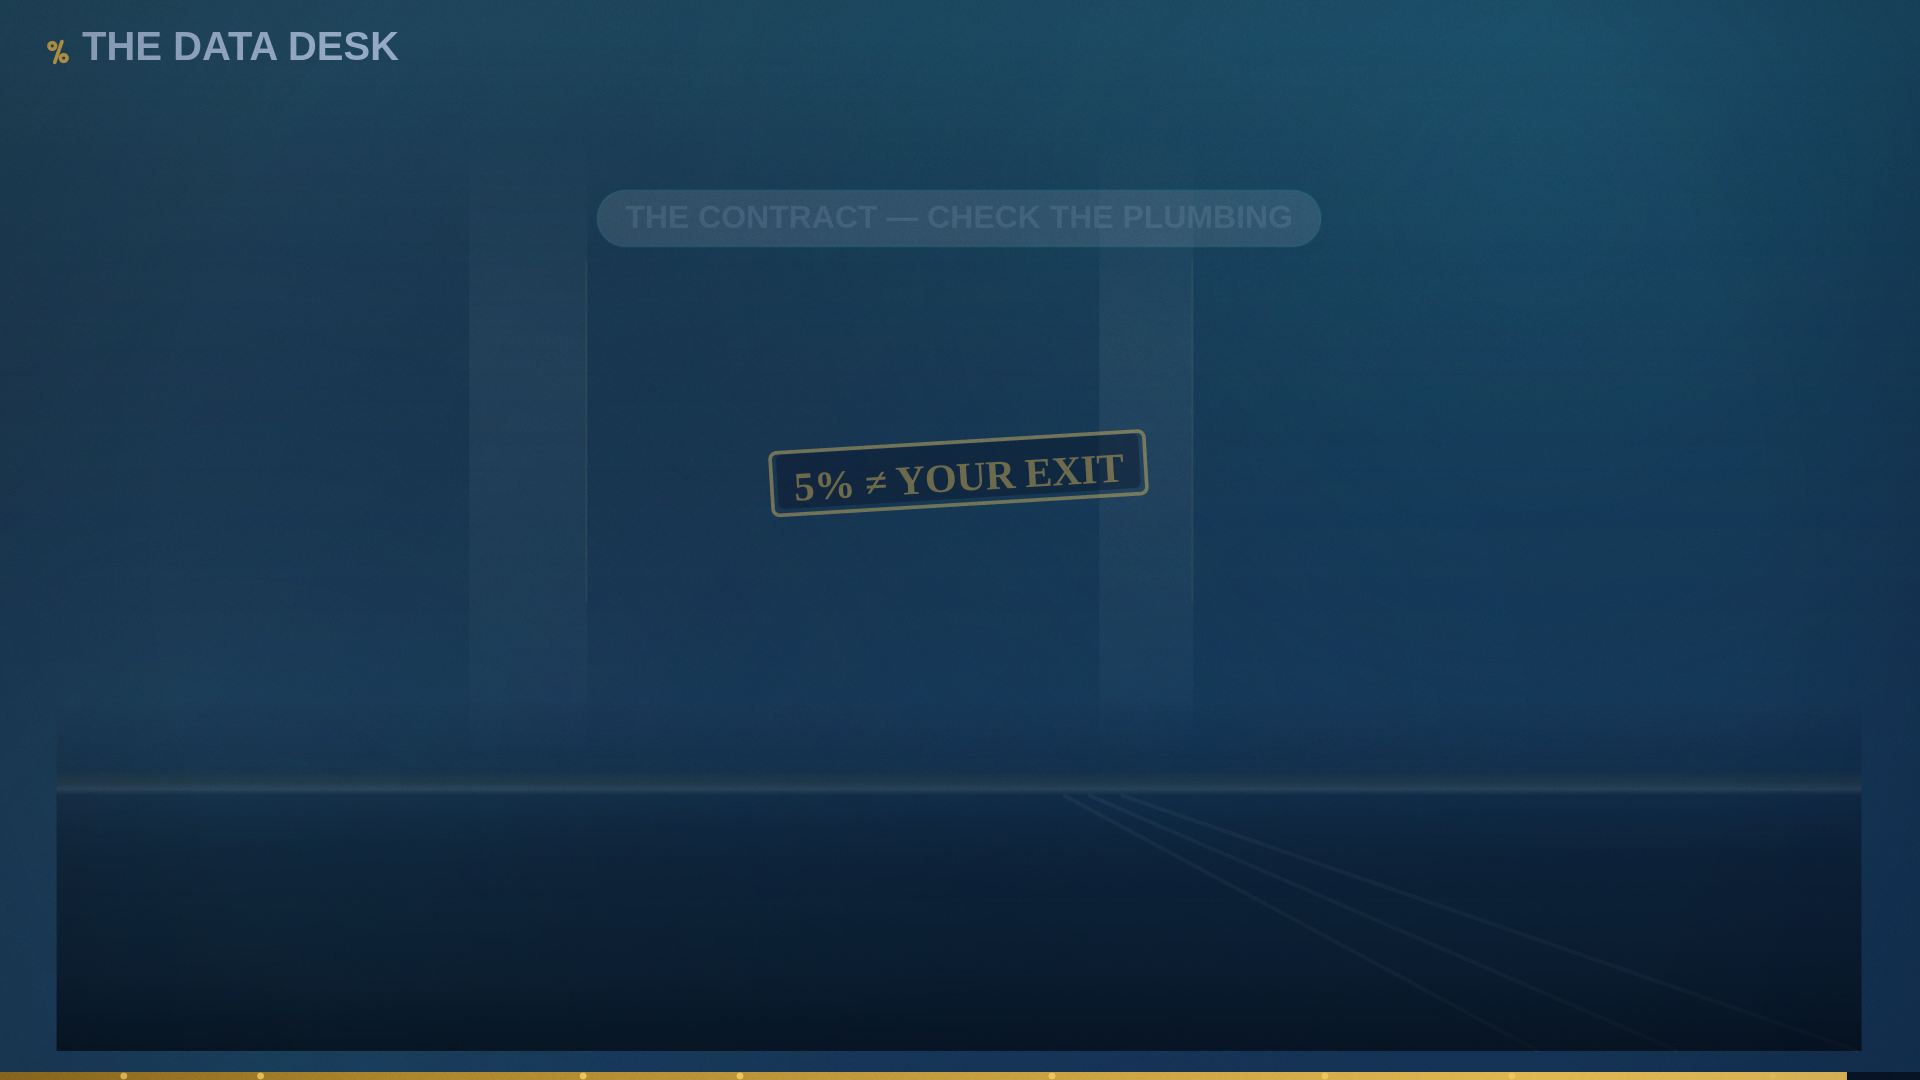 % THE DATA DESK
THE CONTRACT — CHECK THE PLUMBING
5% ≠ YOUR EXIT